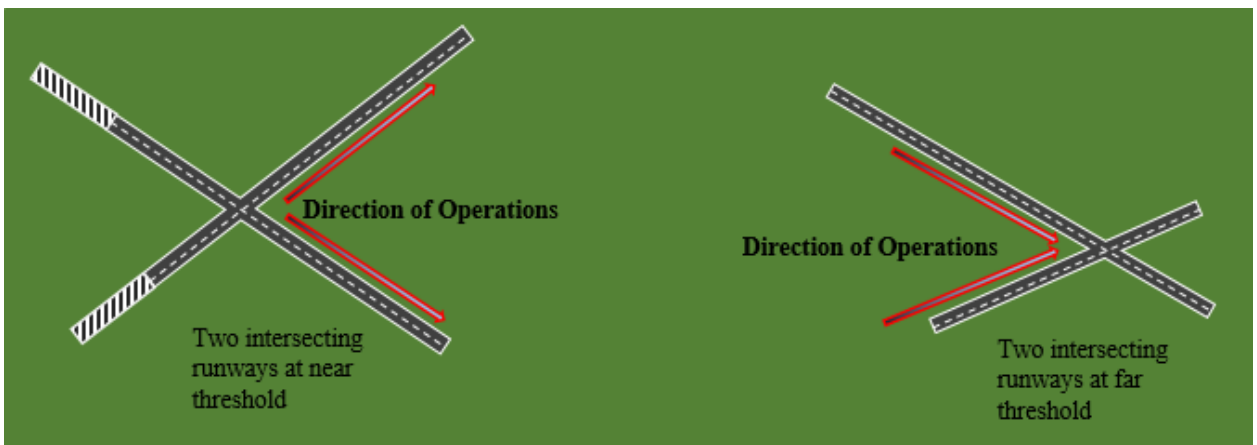 Direction of Operations
Two intersecting
runways at near
threshold
Direction of Operations
Two intersecting
runways at far
threshold